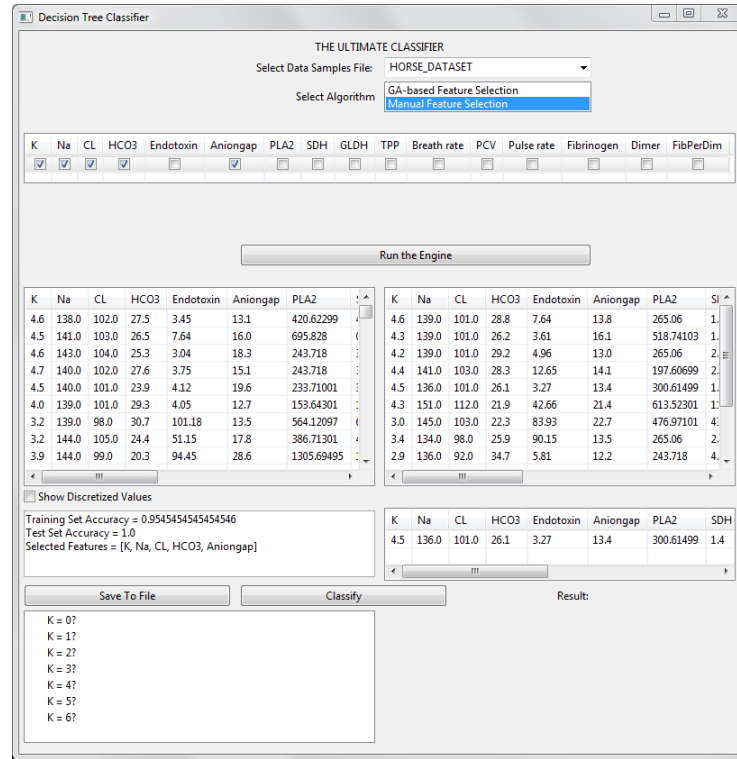 Decision Tree Classifier
THE ULTIMATE CLASSIFIER
Select Data Samples File: HORSE_DATASET
Select Algorithm
GA-based Feature Selection
Manual Feature Selection
K Na CL HCO3 Endotoxin Aniongap PLA2 SDH GLDH TPP Breath rate PCV Pulse rate Fibrinogen Dimer FibPerDim
Run the Engine
K Na CL HCO3 Endotoxin Aniongap PLA2
4.6 138.0 102.0 27.5 3.45 13.1 420.62299
4.5 141.0 103.0 26.5 7.64 16.0 695.828
4.6 143.0 104.0 25.3 3.04 18.3 243.718
4.7 140.0 102.0 27.6 3.75 15.1 243.718
4.5 140.0 101.0 23.9 4.12 19.6 233.71001
4.0 139.0 101.0 29.3 4.05 12.7 153.64301
3.2 139.0 98.0 30.7 101.18 13.5 564.12097
3.2 144.0 105.0 24.4 51.15 17.8 386.71301
3.9 144.0 99.0 20.3 94.45 28.6 1305.69495
K Na CL HCO3 Endotoxin Aniongap PLA2
4.6 139.0 101.0 28.8 7.64 13.8 265.06 1.
4.3 139.0 101.0 26.2 3.61 16.1 518.74103 1.
4.2 139.0 101.0 29.2 4.96 13.0 265.06 2.
4.4 141.0 103.0 28.3 12.65 14.1 197.60699 2.
4.5 136.0 101.0 26.1 3.27 13.4 300.61499 1.
4.3 151.0 112.0 21.9 42.66 21.4 613.52301
3.0 145.0 103.0 22.3 83.93 22.7 476.97101
3.4 134.0 98.0 25.9 90.15 13.5 265.06 2.
2.9 136.0 92.0 34.7 5.81 12.2 243.718 4.
Show Discretized Values
Training Set Accuracy = 0.9545454545454546
Test Set Accuracy = 1.0
Selected Features = [K, Na, CL, HCO3, Aniongap]
K Na CL HCO3 Endotoxin Aniongap PLA2 SDH
4.5 136.0 101.0 26.1 3.27 13.4 300.61499 1.4
Save To File
Classify
Result:
K = 0?
K = 1?
K = 2?
K = 3?
K = 4?
K = 5?
K = 6?